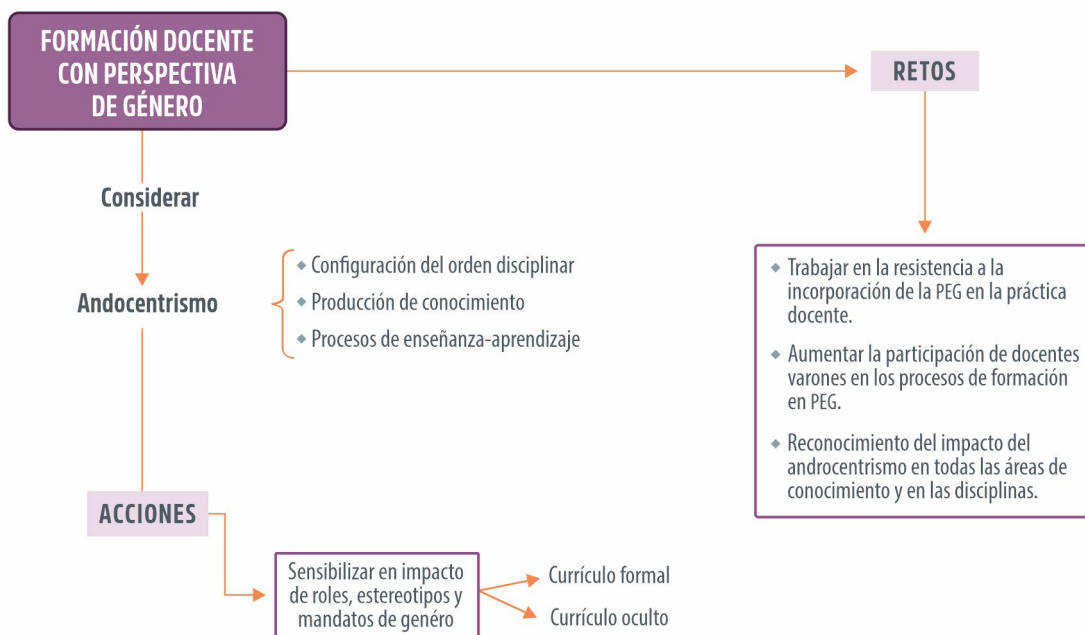 FORMACIÓN DOCENTE
CON PERSPECTIVA
DE GÉNERO
RETOS
Considerar
Andocentrismo
◆ Configuración del orden disciplinar
◆ Producción de conocimiento
◆ Procesos de enseñanza-aprendizaje
◆ Trabajar en la resistencia a la
incorporación de la PEG en la práctica
docente.
◆ Aumentar la participación de docentes
varones en los procesos de formación
en PEG.
◆ Reconocimiento del impacto del
androcentrismo en todas las áreas de
conocimiento y en las disciplinas.
ACCIONES
Sensibilizar en impacto
de roles, estereotipos y
mandatos de genéro
Currículo formal
Currículo oculto